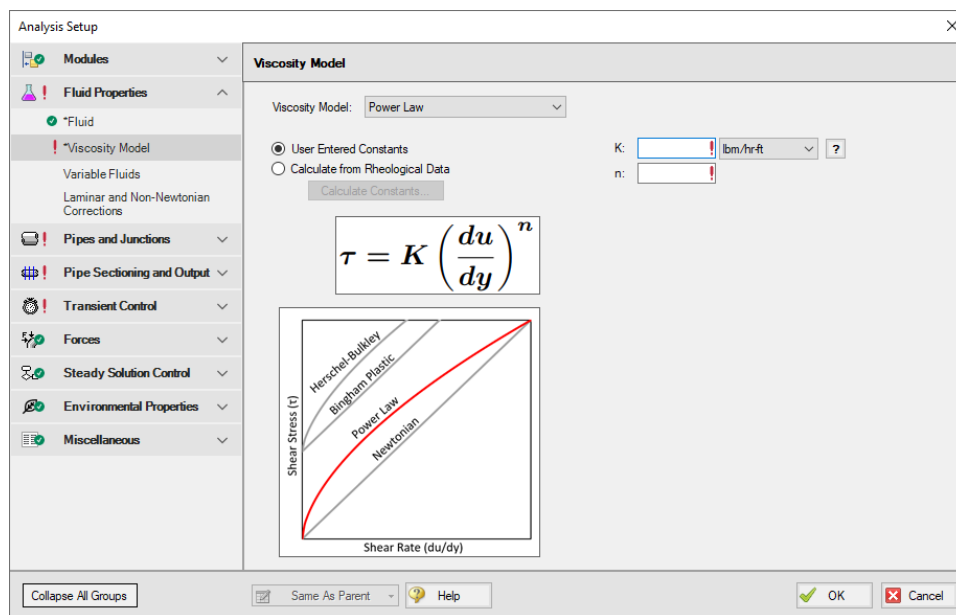 Analysis Setup
Modules
Fluid Properties
*Fluid
*Viscosity Model
Variable Fluids
Laminar and Non-Newtonian
Corrections
Pipes and Junctions
Pipe Sectioning and Output
Transient Control
Forces
Steady Solution Control
Environmental Properties
Miscellaneous
Collapse All Groups
Viscosity Model
Viscosity Model: Power Law
User Entered Constants
Calculate from Rheological Data
Calculate Constants...
K: ! lbm/hr-ft ?
n: !
τ = K (du/dy)^n
Shear Stress (τ)
Herschel-Bulkley
Bingham Plastic
Power Law
Newtonian
Shear Rate (du/dy)
Same As Parent
Help
OK
Cancel